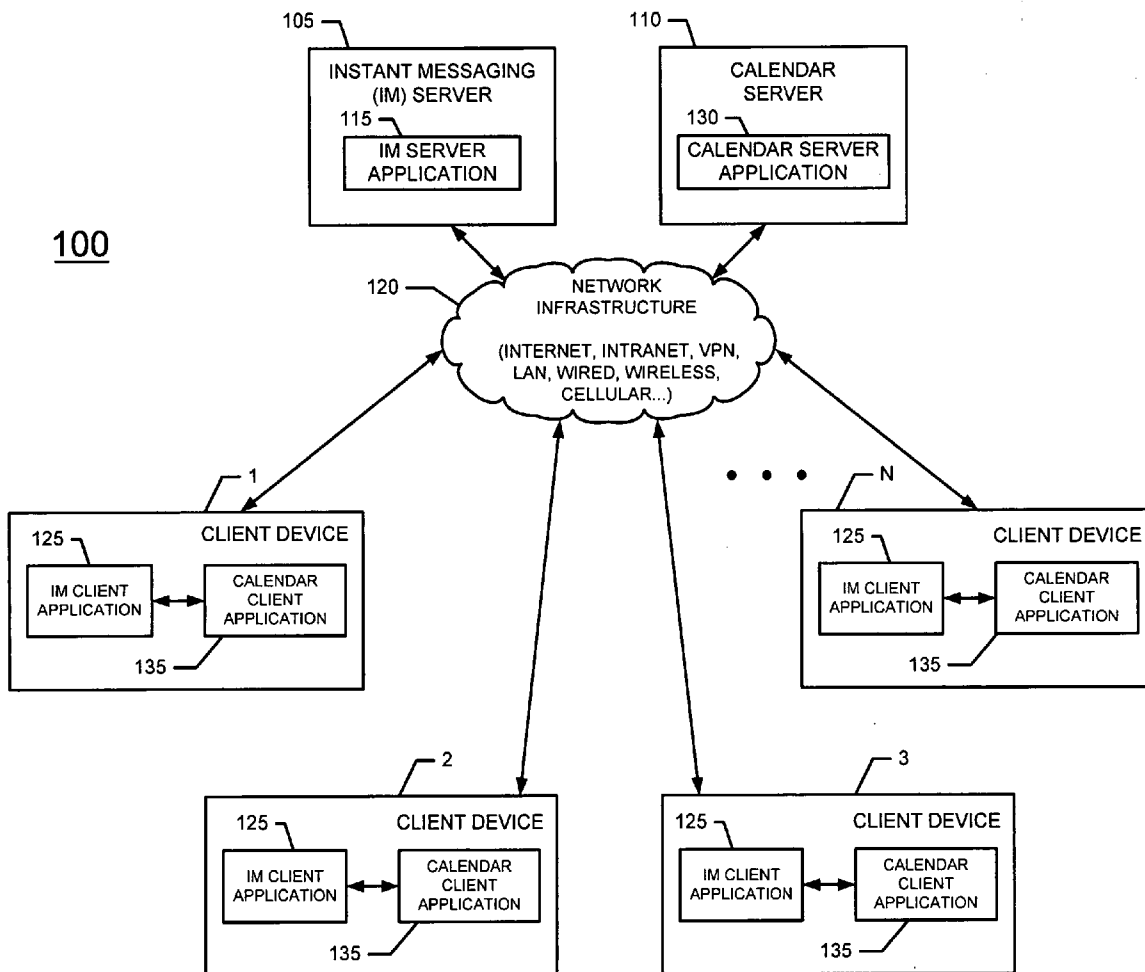 105
110
INSTANT MESSAGING
(IM) SERVER
115
IM SERVER
APPLICATION
CALENDAR
SERVER
130
CALENDAR SERVER
APPLICATION
100
120
NETWORK
INFRASTRUCTURE
(INTERNET, INTRANET, VPN,
LAN, WIRED, WIRELESS,
CELLULAR...)
1
CLIENT DEVICE
125
IM CLIENT
APPLICATION
CALENDAR
CLIENT
APPLICATION
135
N
CLIENT DEVICE
125
IM CLIENT
APPLICATION
CALENDAR
CLIENT
APPLICATION
135
2
CLIENT DEVICE
125
IM CLIENT
APPLICATION
CALENDAR
CLIENT
APPLICATION
135
3
CLIENT DEVICE
125
IM CLIENT
APPLICATION
CALENDAR
CLIENT
APPLICATION
135